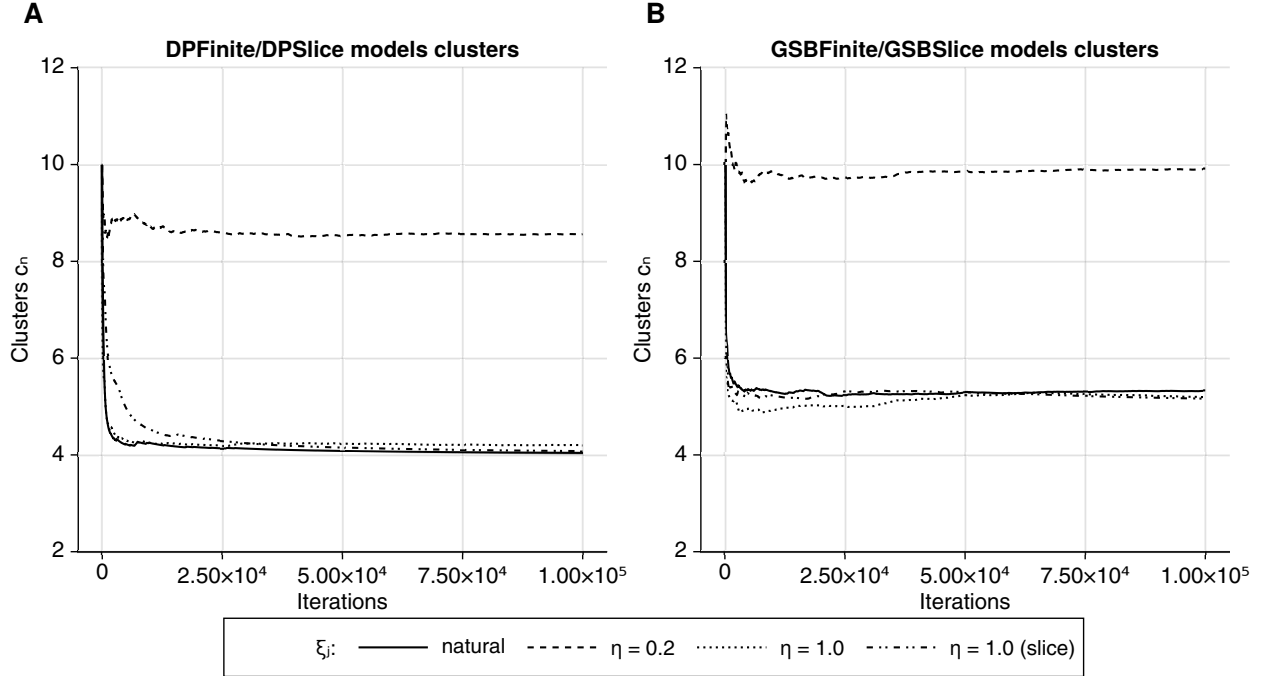 A
DPFinite/DPSlice models clusters
12
10
8
6
4
2
Clusters cₙ
0 2.50×10⁴ 5.00×10⁴ 7.50×10⁴ 1.00×10⁵
Iterations
B
GSBFinite/GSBSlice models clusters
12
10
8
6
4
2
Clusters cₙ
0 2.50×10⁴ 5.00×10⁴ 7.50×10⁴ 1.00×10⁵
Iterations
ξⱼ: natural η = 0.2 η = 1.0 η = 1.0 (slice)